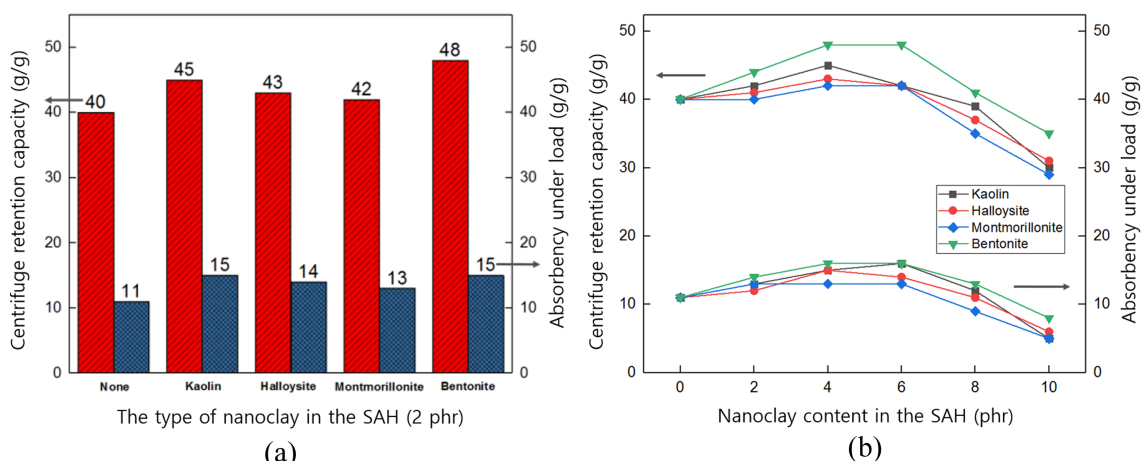 (a)
50
40
30
20
10
0
Centrifuge retention capacity (g/g)
40
11
45
15
43
14
42
13
48
15
50
40
30
20
10
0
Absorbency under load (g/g)
None Kaolin Halloysite Montmorillonite Bentonite
The type of nanoclay in the SAH (2 phr)
(a)
(b)
50
40
30
20
10
0
Centrifuge retention capacity (g/g)
Kaolin
Halloysite
Montmorillonite
Bentonite
50
40
30
20
10
0
Absorbency under load (g/g)
0 2 4 6 8 10
Nanoclay content in the SAH (phr)
(b)